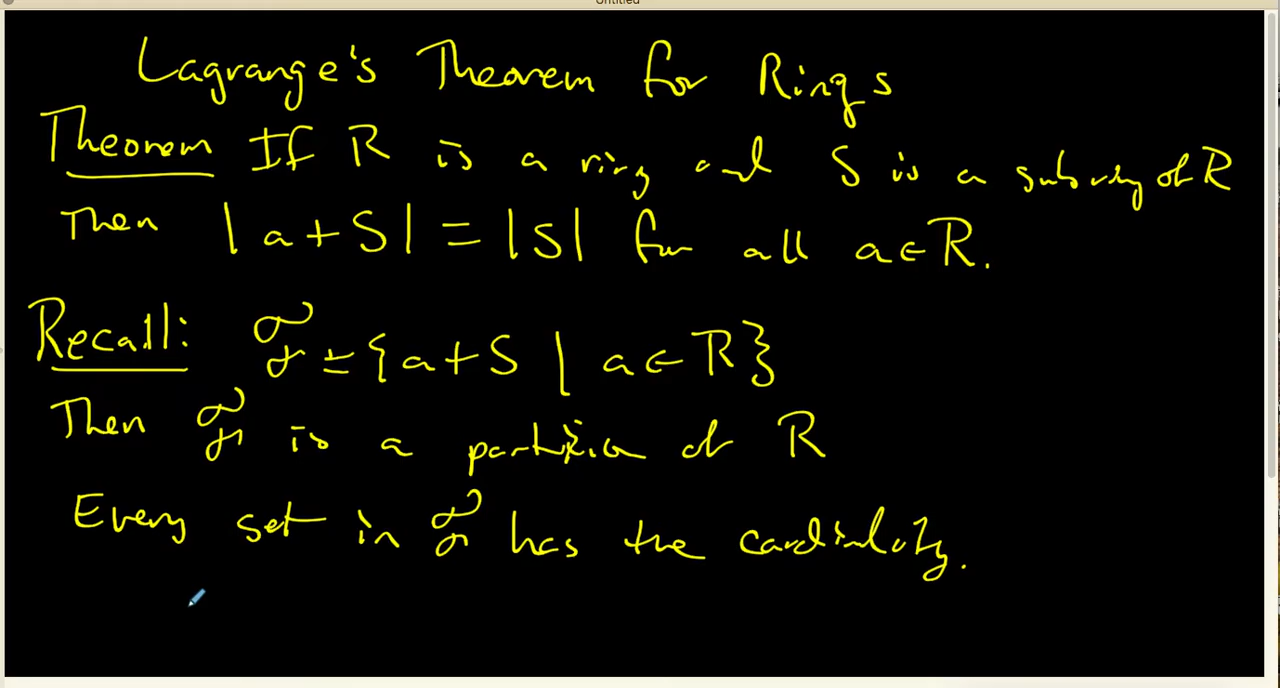 Untitled
Lagrange's Theorem for Rings
Theorem If R is a ring and S is a subring of R
Then |a+S| = |S| for all a∈R.
Recall: ℱ = {a+S | a∈R}
Then ℱ is a partition of R
Every set in ℱ has the cardinality.